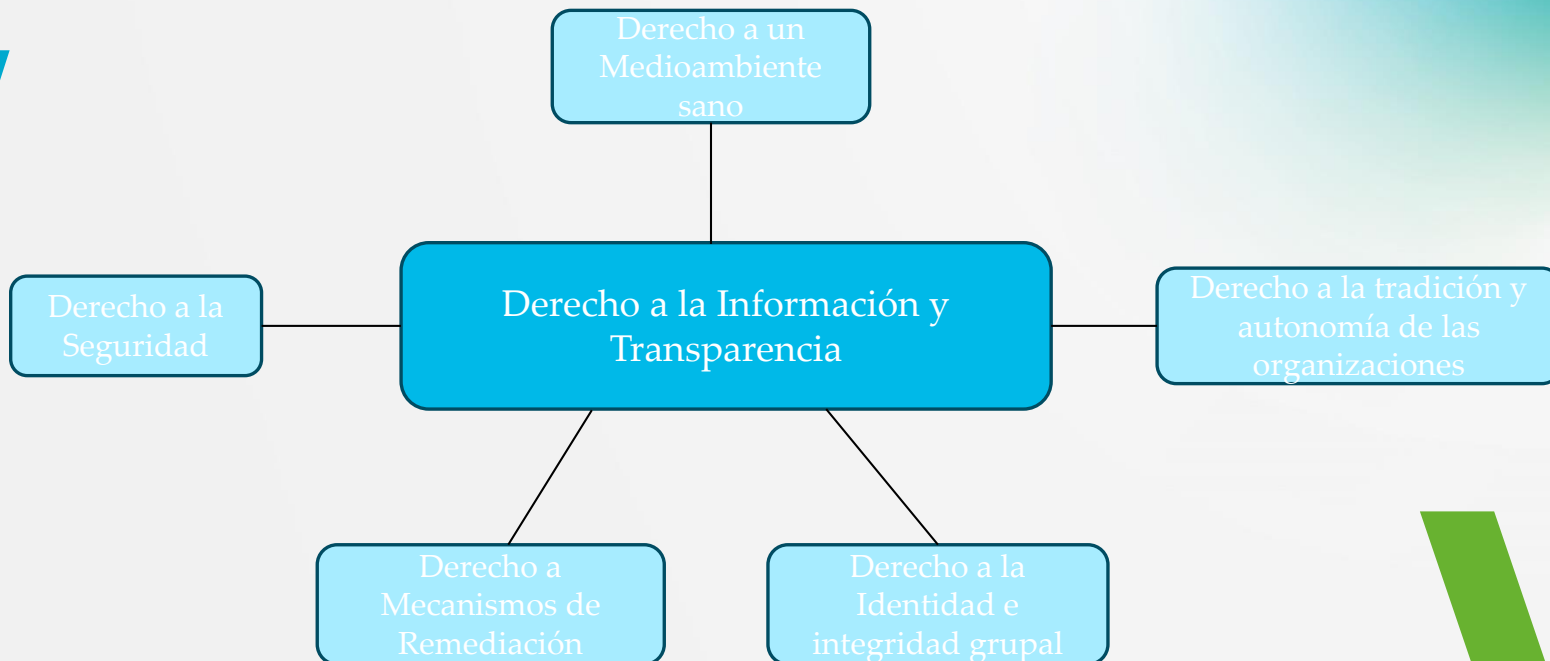 Derecho a un
Medioambiente
sano
Derecho a la
Seguridad
Derecho a la Información y
Transparencia
Derecho a la tradición y
autonomía de las
organizaciones
Derecho a
Mecanismos de
Remediación
Derecho a la
Identidad e
integridad grupal